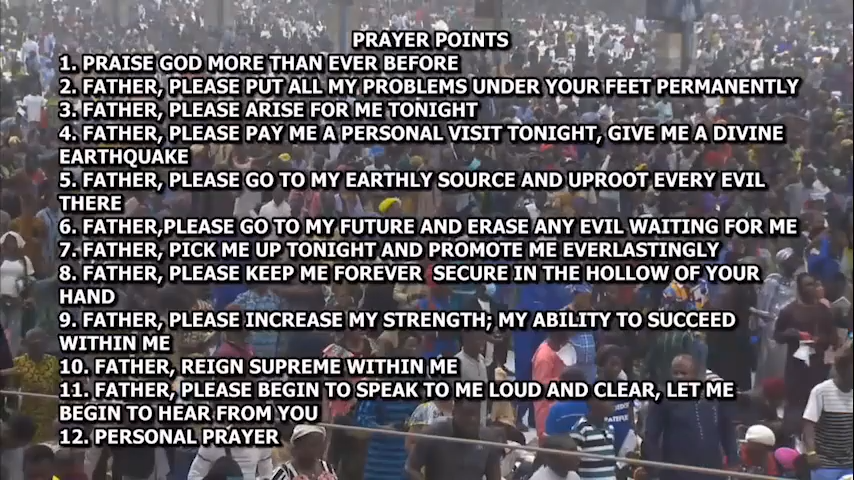 PRAYER POINTS
1. PRAISE GOD MORE THAN EVER BEFORE
2. FATHER, PLEASE PUT ALL MY PROBLEMS UNDER YOUR FEET PERMANENTLY
3. FATHER, PLEASE ARISE FOR ME TONIGHT
4. FATHER, PLEASE PAY ME A PERSONAL VISIT TONIGHT, GIVE ME A DIVINE
EARTHQUAKE
5. FATHER, PLEASE GO TO MY EARTHLY SOURCE AND UPROOT EVERY EVIL
THERE
6. FATHER,PLEASE GO TO MY FUTURE AND ERASE ANY EVIL WAITING FOR ME
7. FATHER, PICK ME UP TONIGHT AND PROMOTE ME EVERLASTINGLY
8. FATHER, PLEASE KEEP ME FOREVER  SECURE IN THE HOLLOW OF YOUR
HAND
9. FATHER, PLEASE INCREASE MY STRENGTH; MY ABILITY TO SUCCEED
WITHIN ME
10. FATHER, REIGN SUPREME WITHIN ME
11. FATHER, PLEASE BEGIN TO SPEAK TO ME LOUD AND CLEAR, LET ME
BEGIN TO HEAR FROM YOU
12. PERSONAL PRAYER